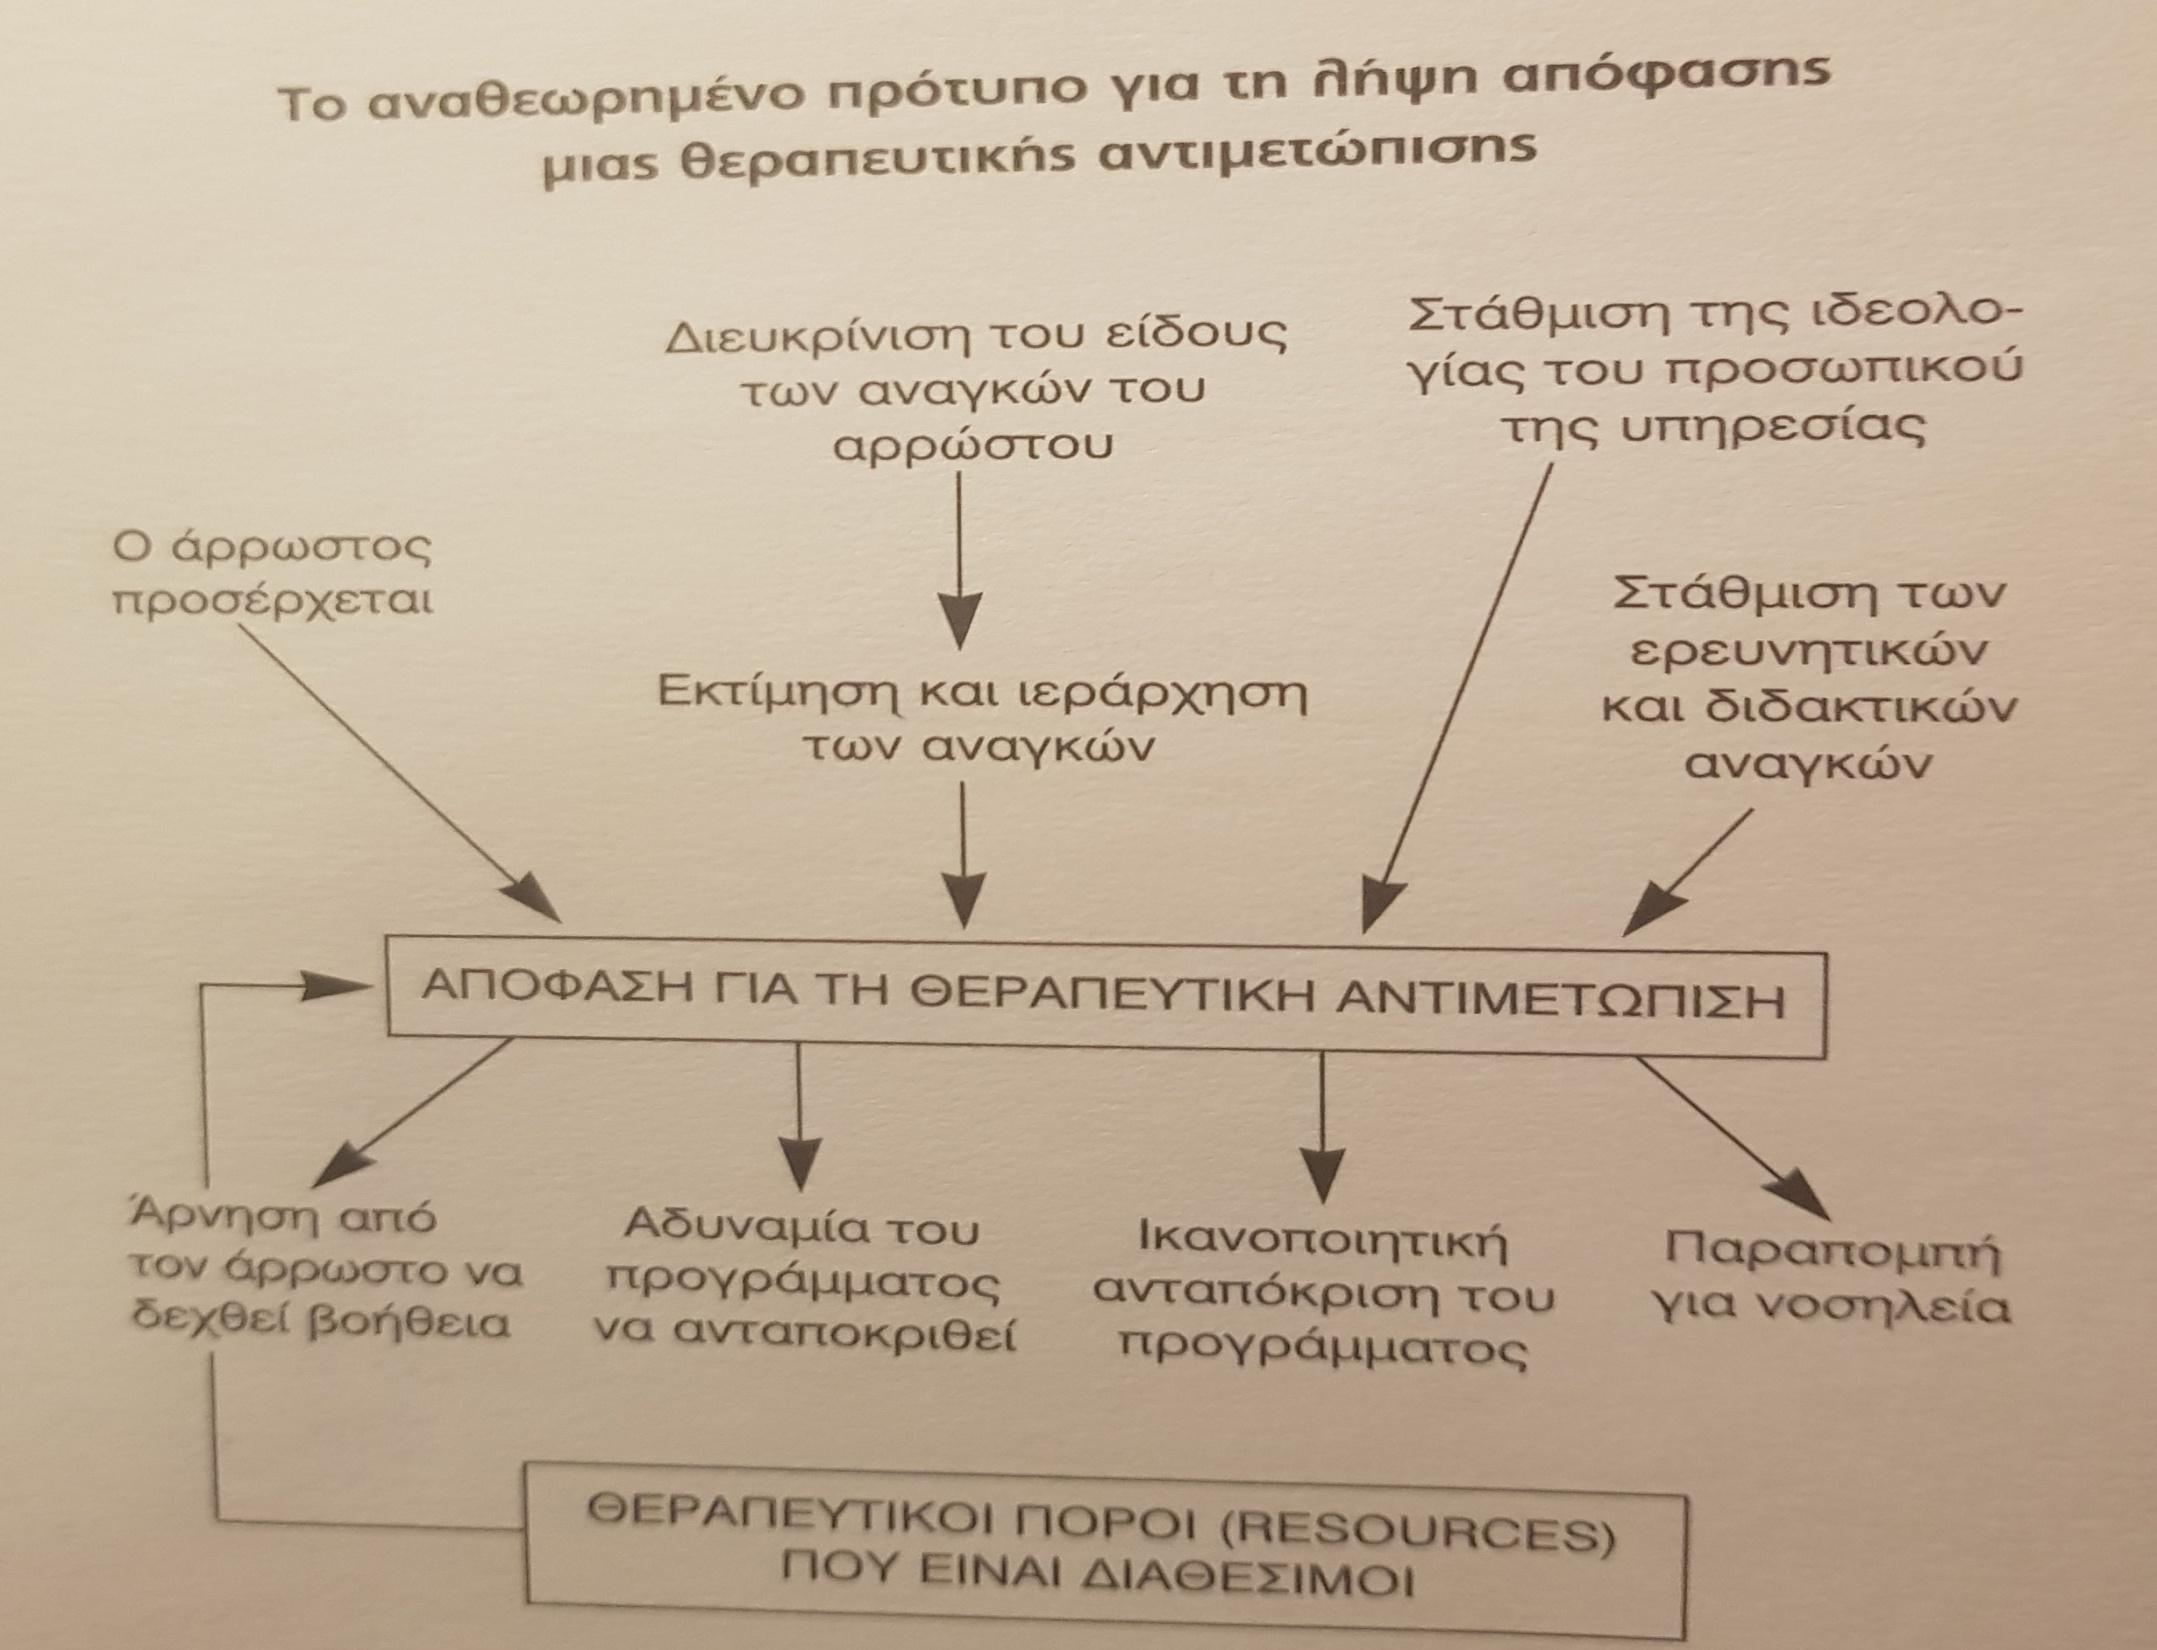 Το αναθεωρημένο πρότυπο για τη λήψη απόφασης
μιας θεραπευτικής αντιμετώπισης
Διευκρίνιση του είδους
των αναγκών του
αρρώστου
Στάθμιση της ιδεολο-
γίας του προσωπικού
της υπηρεσίας
Ο άρρωστος
προσέρχεται
Στάθμιση των
ερευνητικών
και διδακτικών
αναγκών
Εκτίμηση και ιεράρχηση
των αναγκών
ΑΠΟΦΑΣΗ ΓΙΑ ΤΗ ΘΕΡΑΠΕΥΤΙΚΗ ΑΝΤΙΜΕΤΩΠΙΣΗ
Άρνηση από
τον άρρωστο να
δεχθεί βοήθεια
Αδυναμία του
προγράμματος
να ανταποκριθεί
Ικανοποιητική
ανταπόκριση του
προγράμματος
Παραπομπή
για νοσηλεία
ΘΕΡΑΠΕΥΤΙΚΟΙ ΠΟΡΟΙ (RESOURCES)
ΠΟΥ ΕΙΝΑΙ ΔΙΑΘΕΣΙΜΟΙ